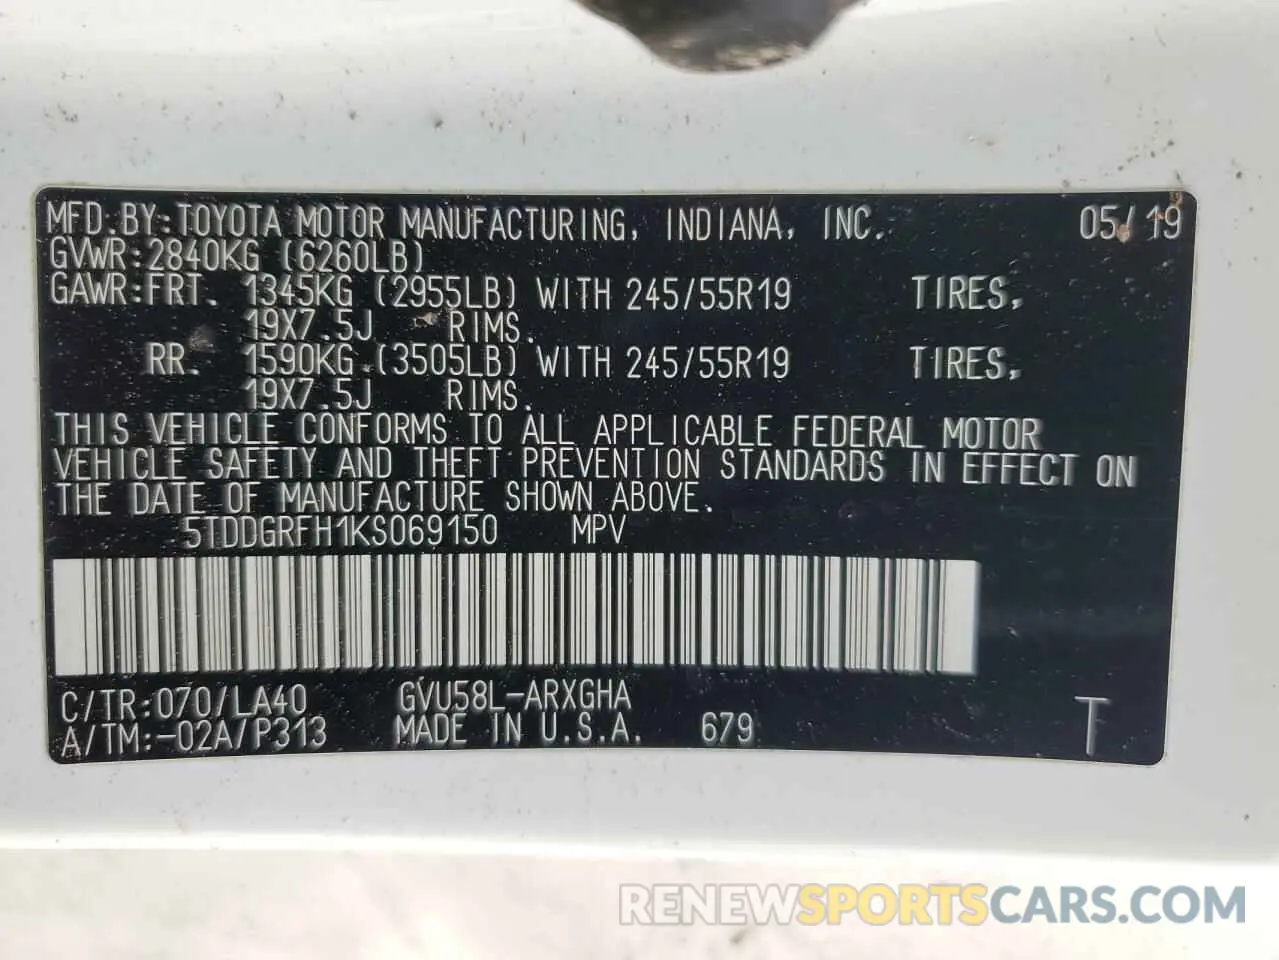 MFD.BY:TOYOTA MOTOR MANUFACTURING, INDIANA, INC. 05/19
GVWR:2840KG (6260LB)
GAWR:FRT. 1345KG (2955LB) WITH 245/55R19 TIRES,
19X7.5J RIMS.
RR. 1590KG (3505LB) WITH 245/55R19 TIRES,
19X7.5J RIMS.
THIS VEHICLE CONFORMS TO ALL APPLICABLE FEDERAL MOTOR
VEHICLE SAFETY AND THEFT PREVENTION STANDARDS IN EFFECT ON
THE DATE OF MANUFACTURE SHOWN ABOVE.
5TDDGRFH1KS069150 MPV
C/TR:070/LA40 GVU58L-ARXGHA
A/TM:-02A/P313 MADE IN U.S.A. 679 T
RENEWSPORTSCARS.COM